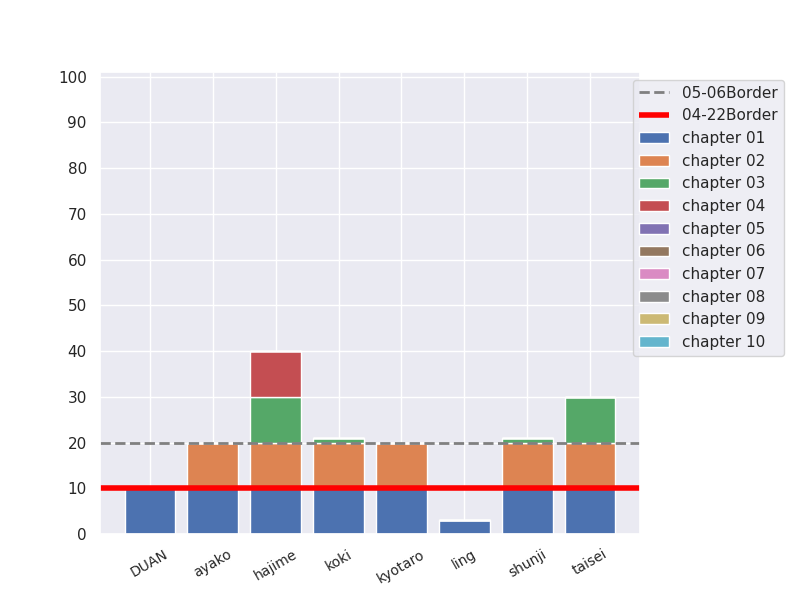 100
90
80
70
60
50
40
30
20
10
0
DUAN
ayako
hajime
koki
kyotaro
ling
shunji
taisei
05-06Border
04-22Border
chapter 01
chapter 02
chapter 03
chapter 04
chapter 05
chapter 06
chapter 07
chapter 08
chapter 09
chapter 10